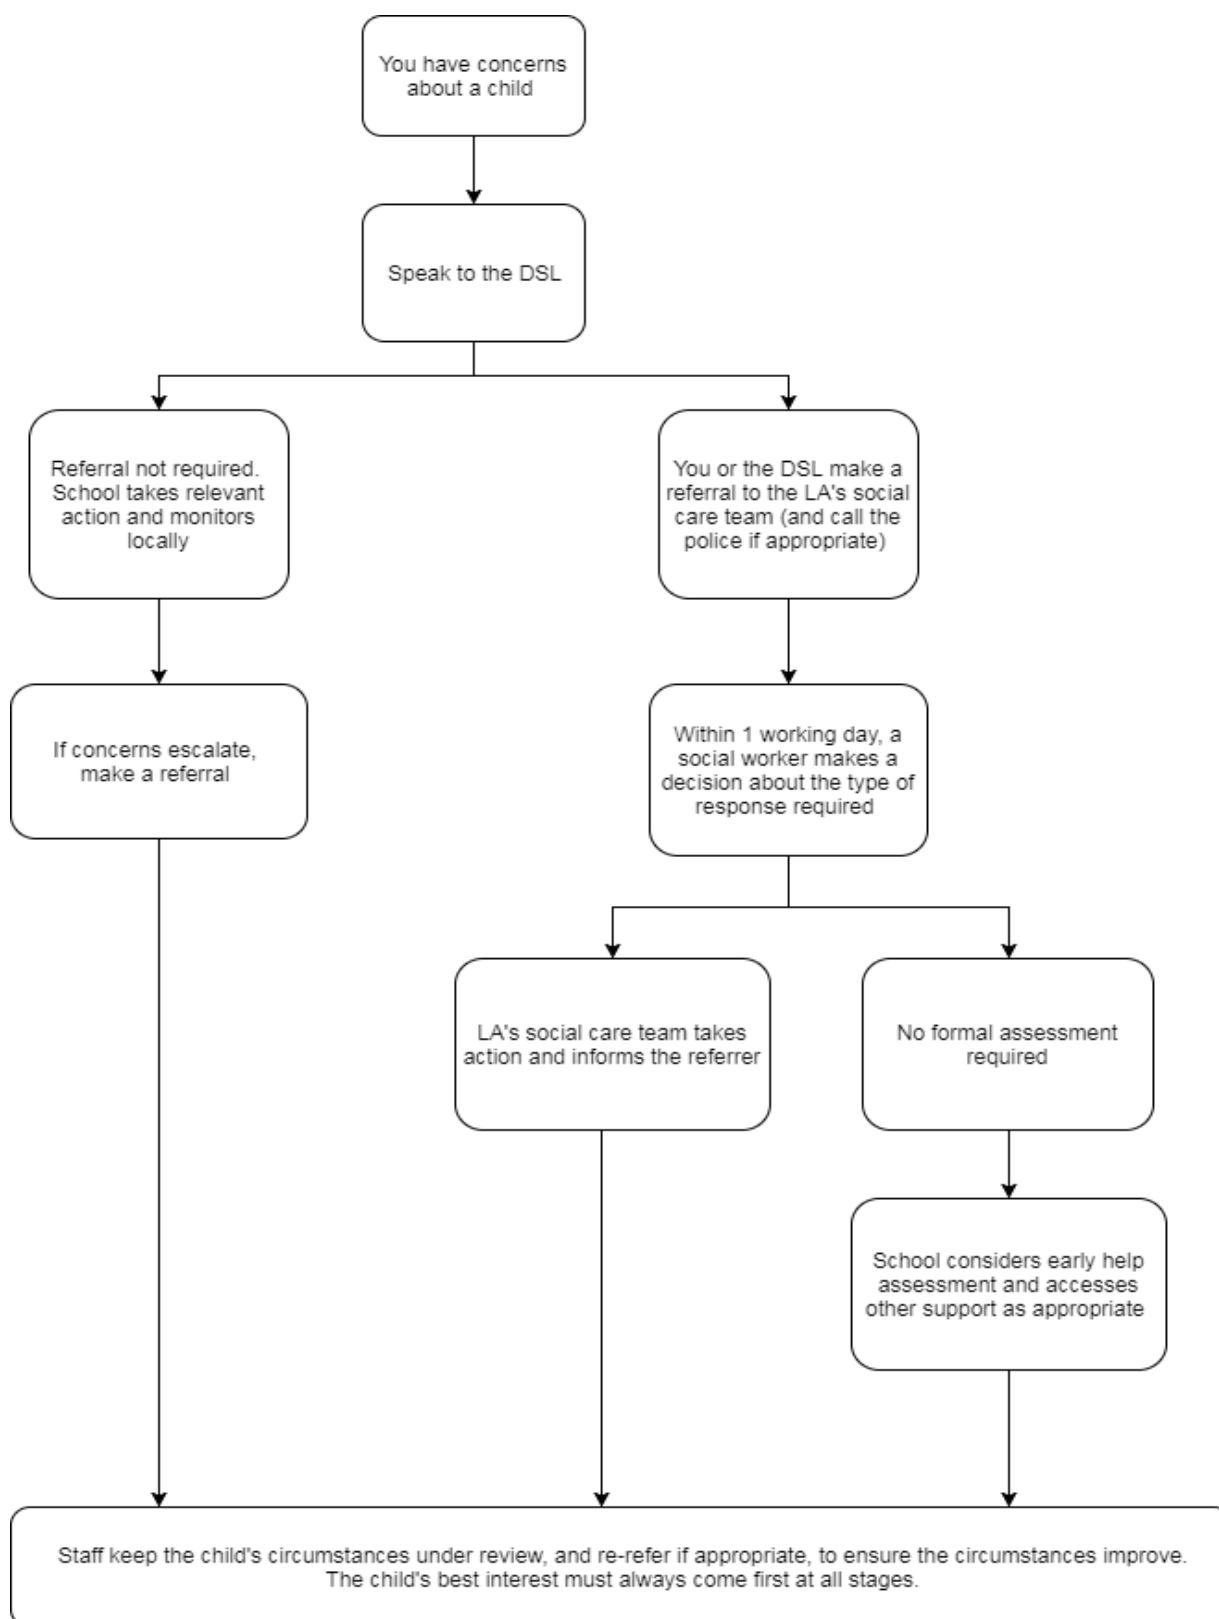 You have concerns
about a child
Speak to the DSL
Referral not required.
School takes relevant
action and monitors
locally
You or the DSL make a
referral to the LA's social
care team (and call the
police if appropriate)
If concerns escalate,
make a referral
Within 1 working day, a
social worker makes a
decision about the type of
response required
LA's social care team takes
action and informs the referrer
No formal assessment
required
School considers early help
assessment and accesses
other support as appropriate
Staff keep the child's circumstances under review, and re-refer if appropriate, to ensure the circumstances improve.
The child's best interest must always come first at all stages.